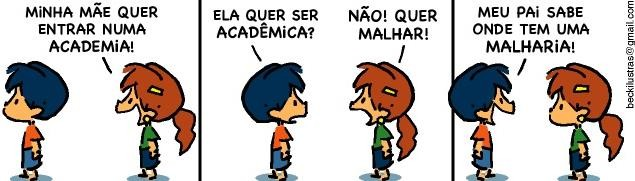 MINHA MÃE QUER
ENTRAR NUMA
ACADEMIA!
ELA QUER SER
ACADÊMICA?
NÃO! QUER
MALHAR!
MEU PAI SABE
ONDE TEM UMA
MALHARIA!
beckilustras@gmail.com